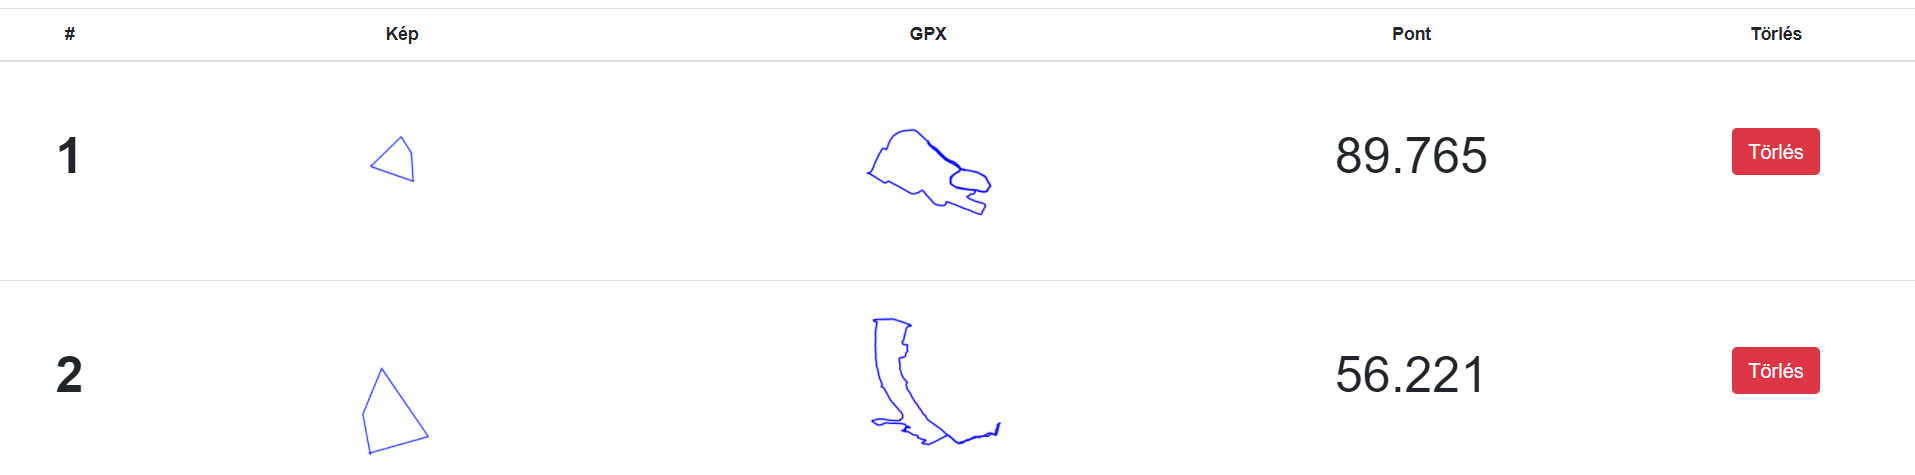 # Kép GPX Pont Törlés
1 89.765 Törlés
2 56.221 Törlés